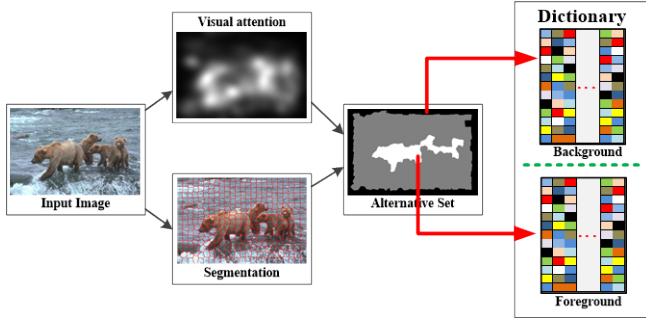 Visual attention
Dictionary
Input Image
Segmentation
Alternative Set
...
Background
...
Foreground